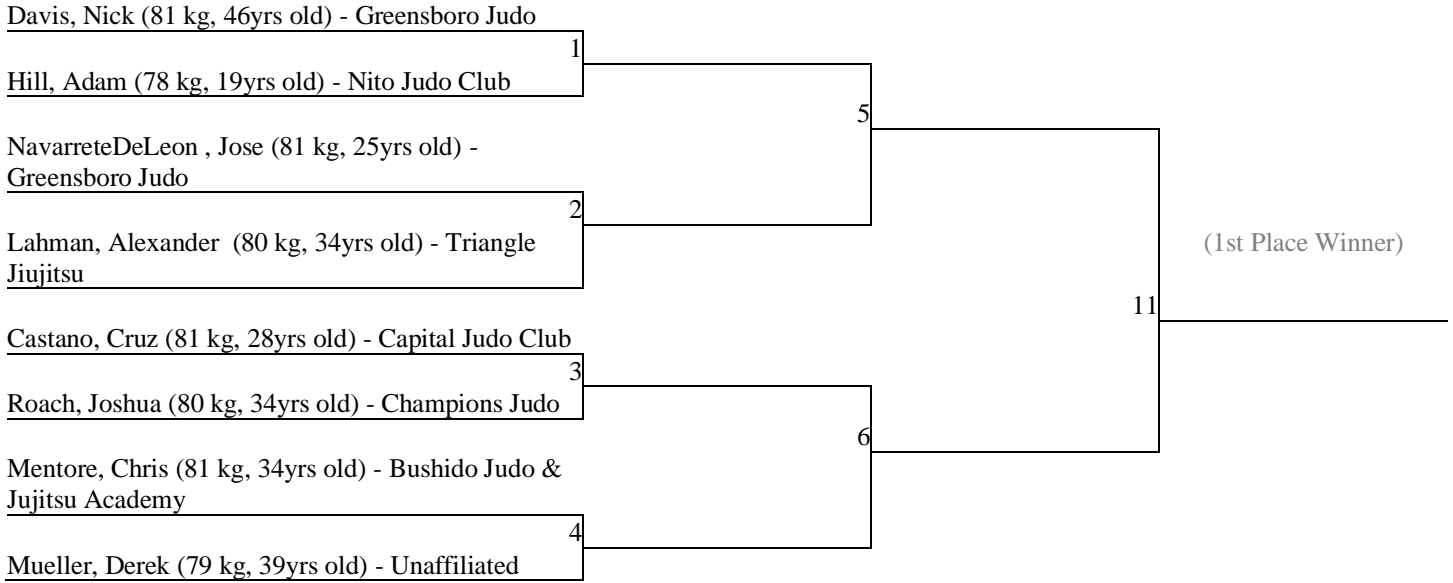 Davis, Nick (81 kg, 46yrs old) - Greensboro Judo
1
Hill, Adam (78 kg, 19yrs old) - Nito Judo Club
5
NavarreteDeLeon , Jose (81 kg, 25yrs old) -
Greensboro Judo
2
Lahman, Alexander  (80 kg, 34yrs old) - Triangle
Jiujitsu
(1st Place Winner)
11
Castano, Cruz (81 kg, 28yrs old) - Capital Judo Club
3
Roach, Joshua (80 kg, 34yrs old) - Champions Judo
6
Mentore, Chris (81 kg, 34yrs old) - Bushido Judo &
Jujitsu Academy
4
Mueller, Derek (79 kg, 39yrs old) - Unaffiliated